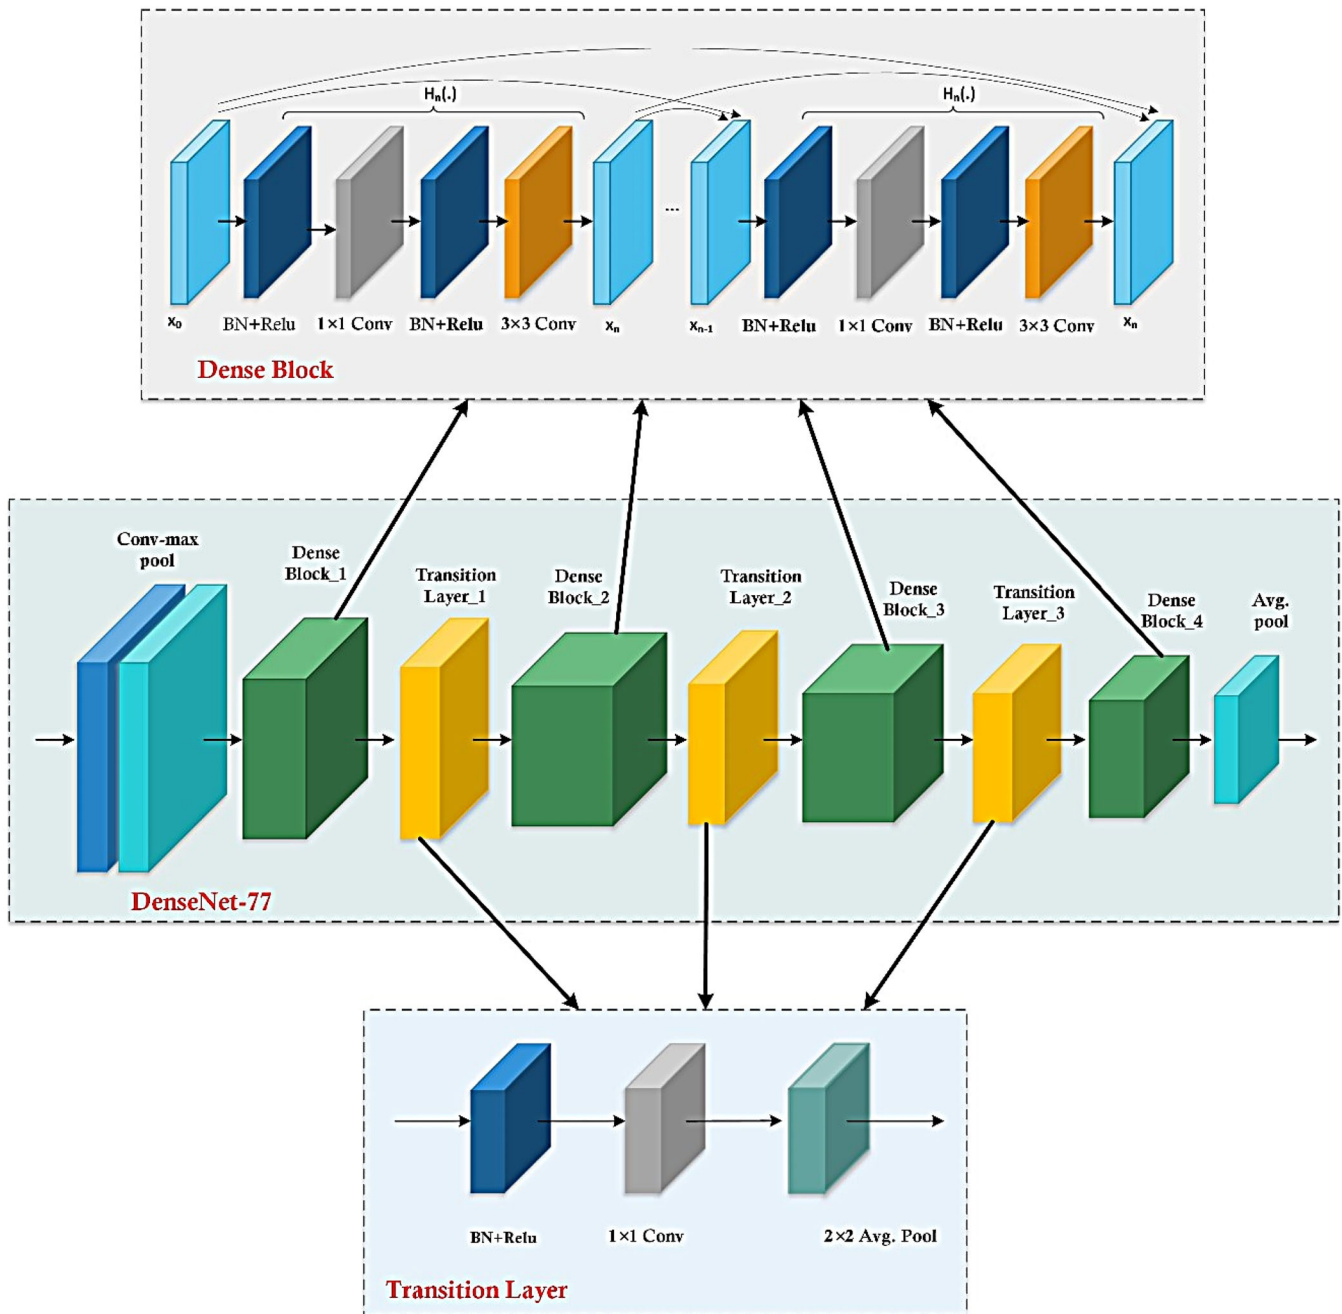 Hn(.)
Hn(.)
...
x0
BN+Relu
1×1 Conv
BN+Relu
3×3 Conv
xn
xn-1
BN+Relu
1×1 Conv
BN+Relu
3×3 Conv
xn
Dense Block
Conv-max
pool
Dense
Block_1
Transition
Layer_1
Dense
Block_2
Transition
Layer_2
Dense
Block_3
Transition
Layer_3
Dense
Block_4
Avg.
pool
DenseNet-77
BN+Relu
1×1 Conv
2×2 Avg. Pool
Transition Layer